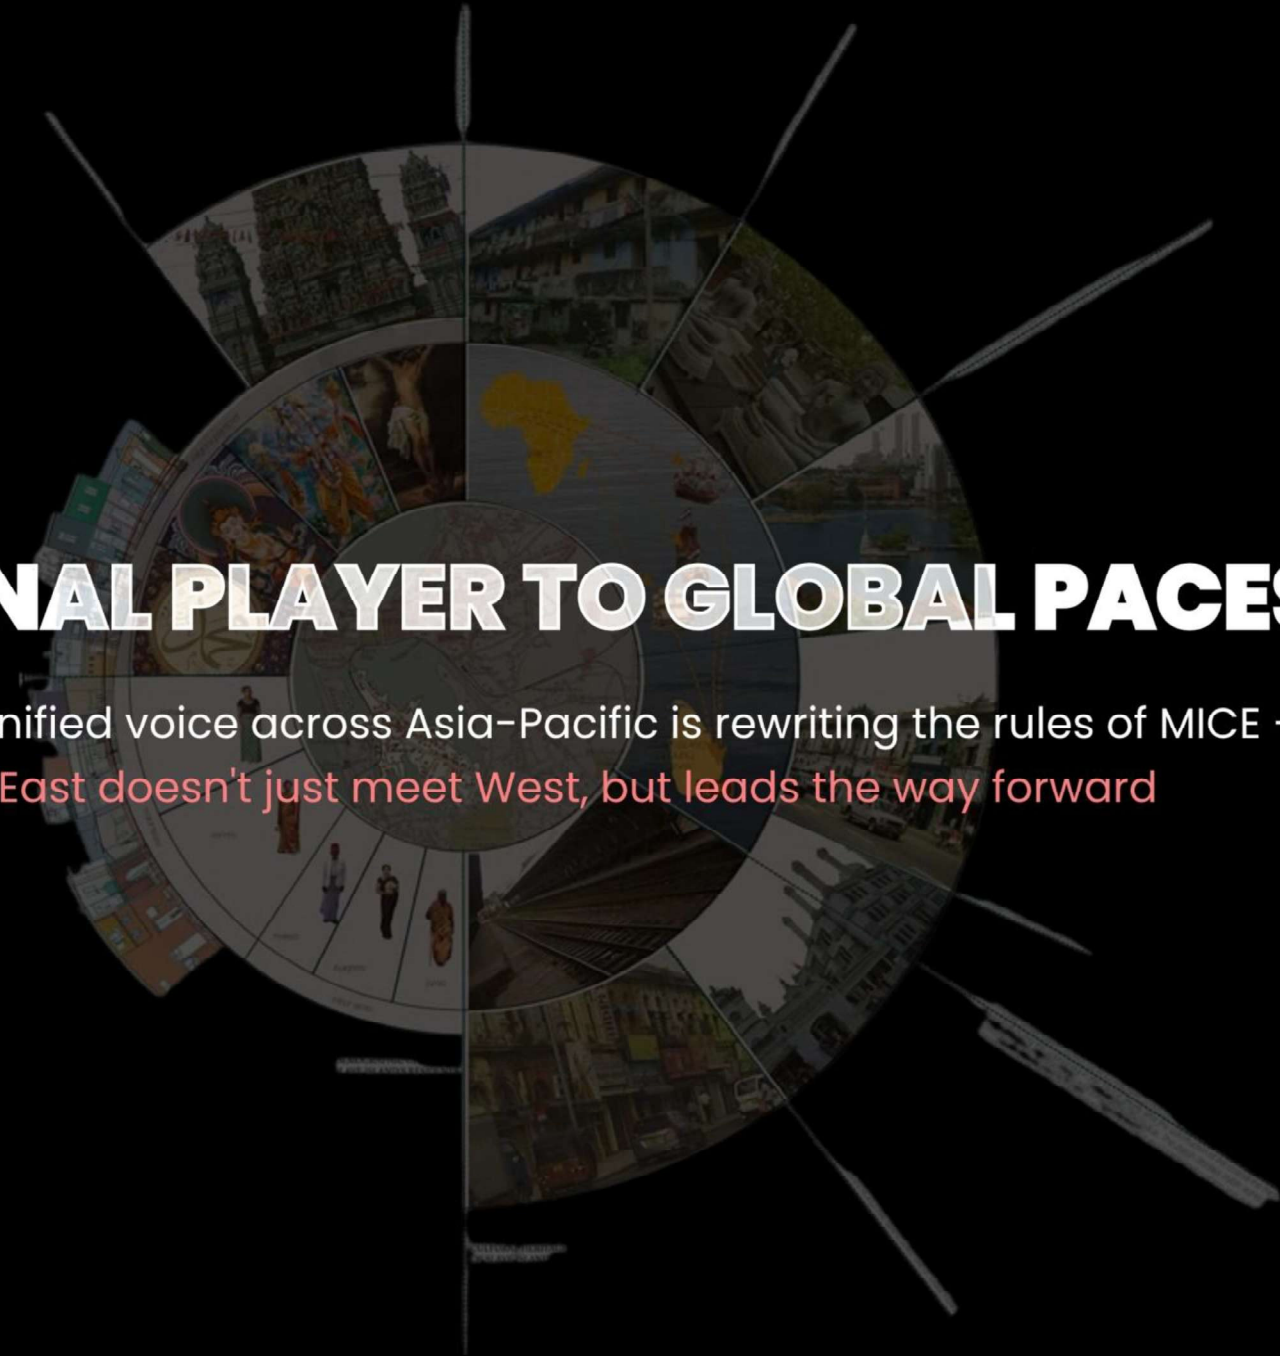 NAL PLAYER TO GLOBAL PACES
nified voice across Asia-Pacific is rewriting the rules of MICE -
East doesn't just meet West, but leads the way forward